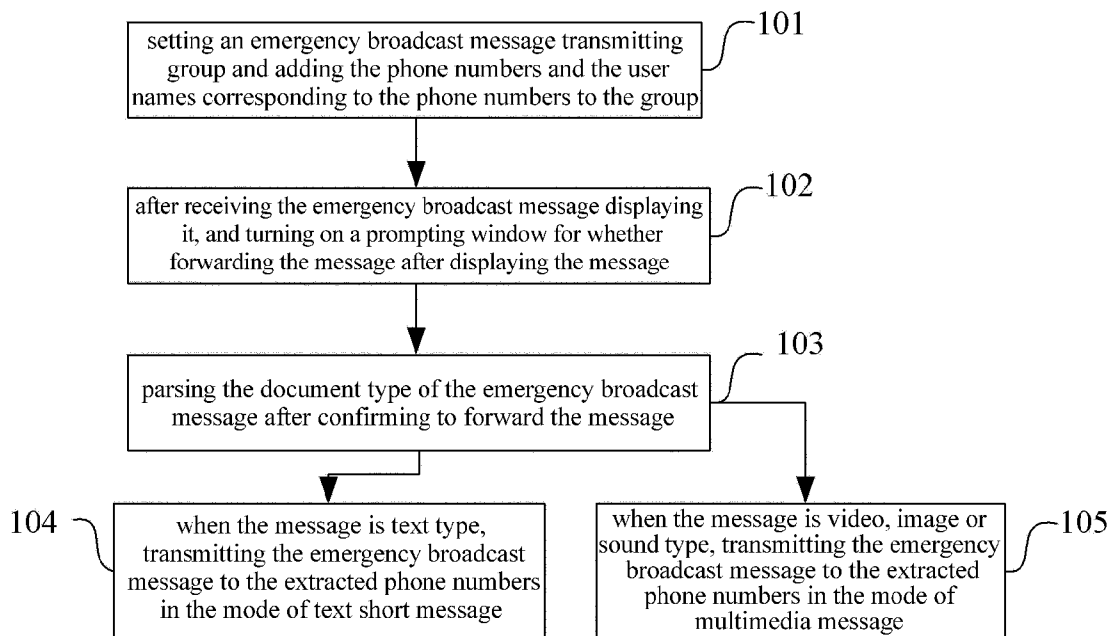 setting an emergency broadcast message transmitting
group and adding the phone numbers and the user
names corresponding to the phone numbers to the group
101
after receiving the emergency broadcast message displaying
it, and turning on a prompting window for whether
forwarding the message after displaying the message
102
parsing the document type of the emergency broadcast
message after confirming to forward the message
103
104
when the message is text type,
transmitting the emergency broadcast
message to the extracted phone numbers
in the mode of text short message
when the message is video, image or
sound type, transmitting the emergency
broadcast message to the extracted
phone numbers in the mode of
multimedia message
105